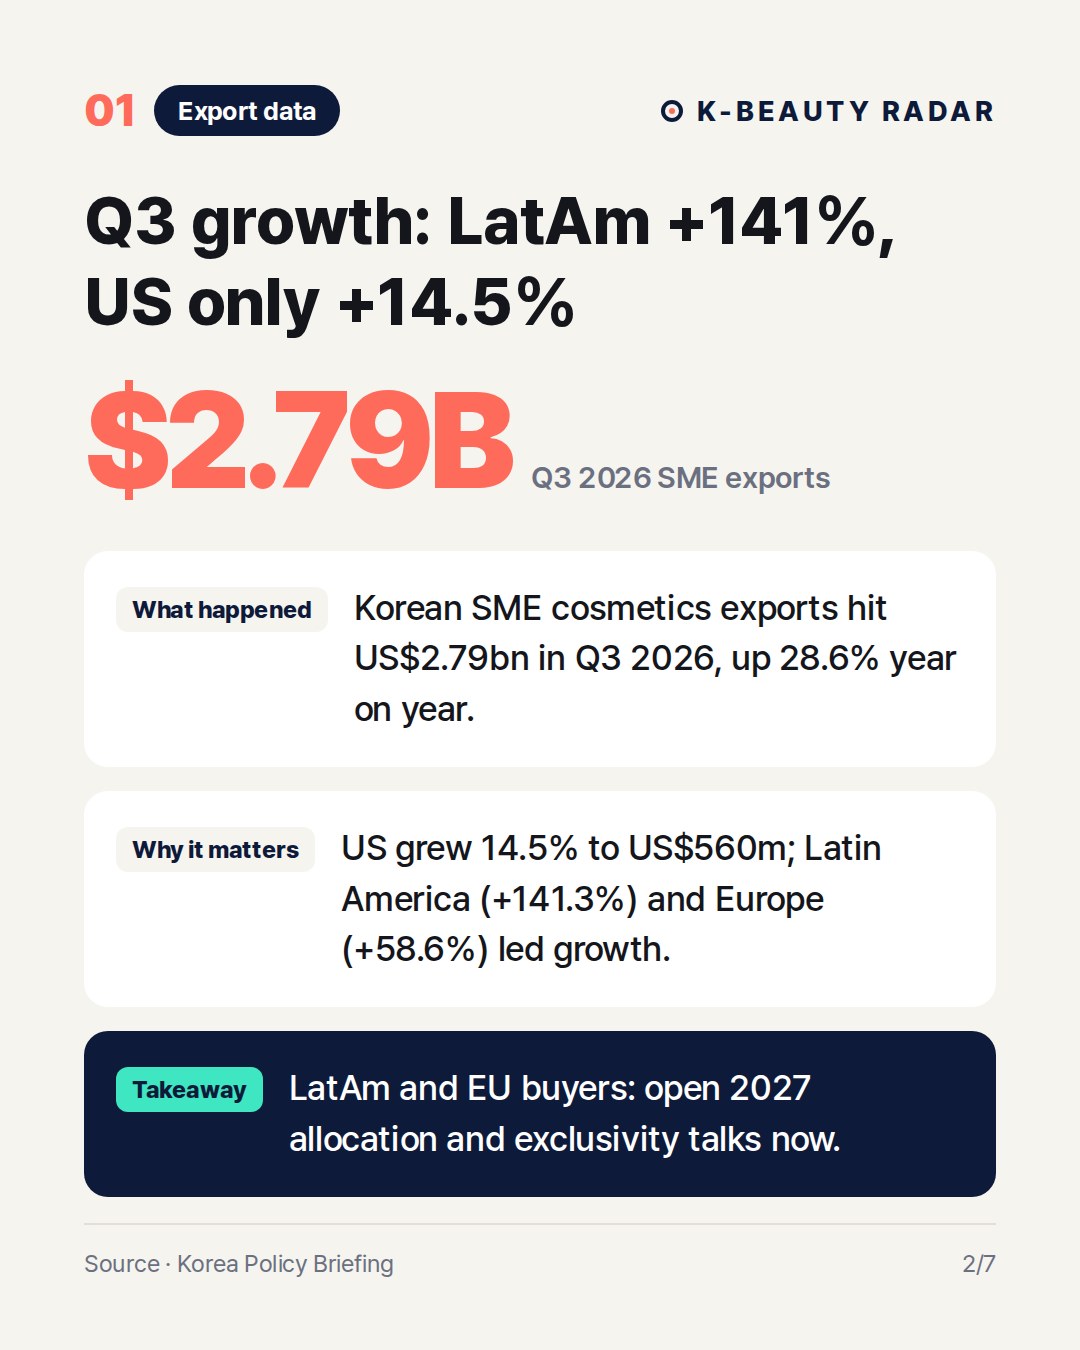 01 Export data
K-BEAUTY RADAR
Q3 growth: LatAm +141%,
US only +14.5%
$2.79B Q3 2026 SME exports
What happened
Korean SME cosmetics exports hit
US$2.79bn in Q3 2026, up 28.6% year
on year.
Why it matters
US grew 14.5% to US$560m; Latin
America (+141.3%) and Europe
(+58.6%) led growth.
Takeaway
LatAm and EU buyers: open 2027
allocation and exclusivity talks now.
Source · Korea Policy Briefing
2/7